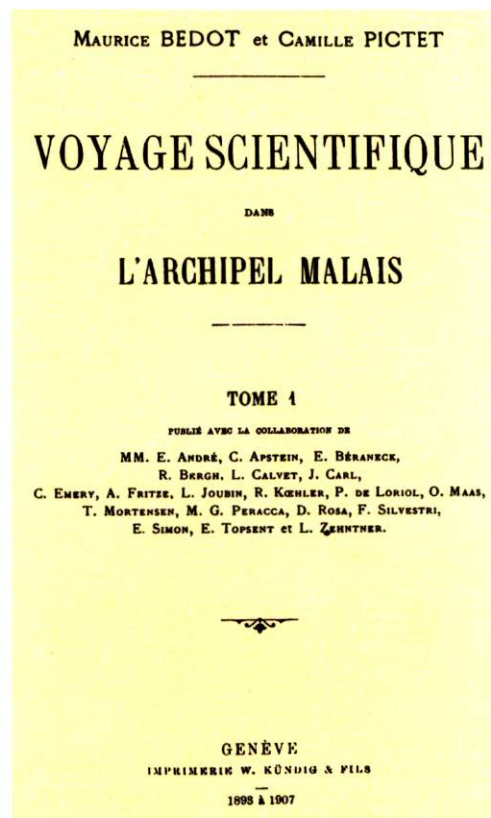 MAURICE BEDOT et CAMILLE PICTET
VOYAGE SCIENTIFIQUE
DANS
L'ARCHIPEL MALAIS
TOME 1
PUBLIÉ AVEC LA COLLABORATION DE
MM. E. ANDRÉ, C. APSTEIN, E. BÉRANECK,
R. BERGH, L. CALVET, J. CARL,
C. EMERY, A. FRITZE, L. JOUBIN, R. KŒHLER, P. DE LORIOL, O. MAAS,
T. MORTENSEN, M. G. PERACCA, D. ROSA, F. SILVESTRI,
E. SIMON, E. TOPSENT et L. ZEHNTNER.
GENÈVE
IMPRIMERIE W. KÜNDIG & FILS
1893 à 1907